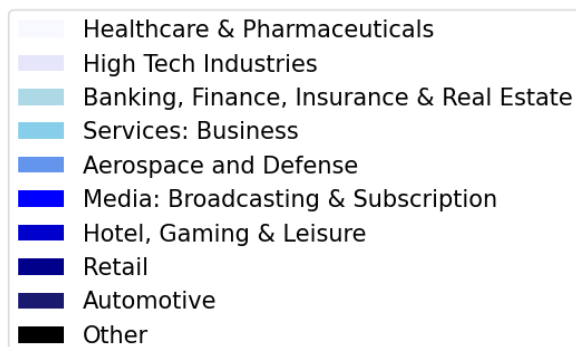 Healthcare & Pharmaceuticals
High Tech Industries
Banking, Finance, Insurance & Real Estate
Services: Business
Aerospace and Defense
Media: Broadcasting & Subscription
Hotel, Gaming & Leisure
Retail
Automotive
Other